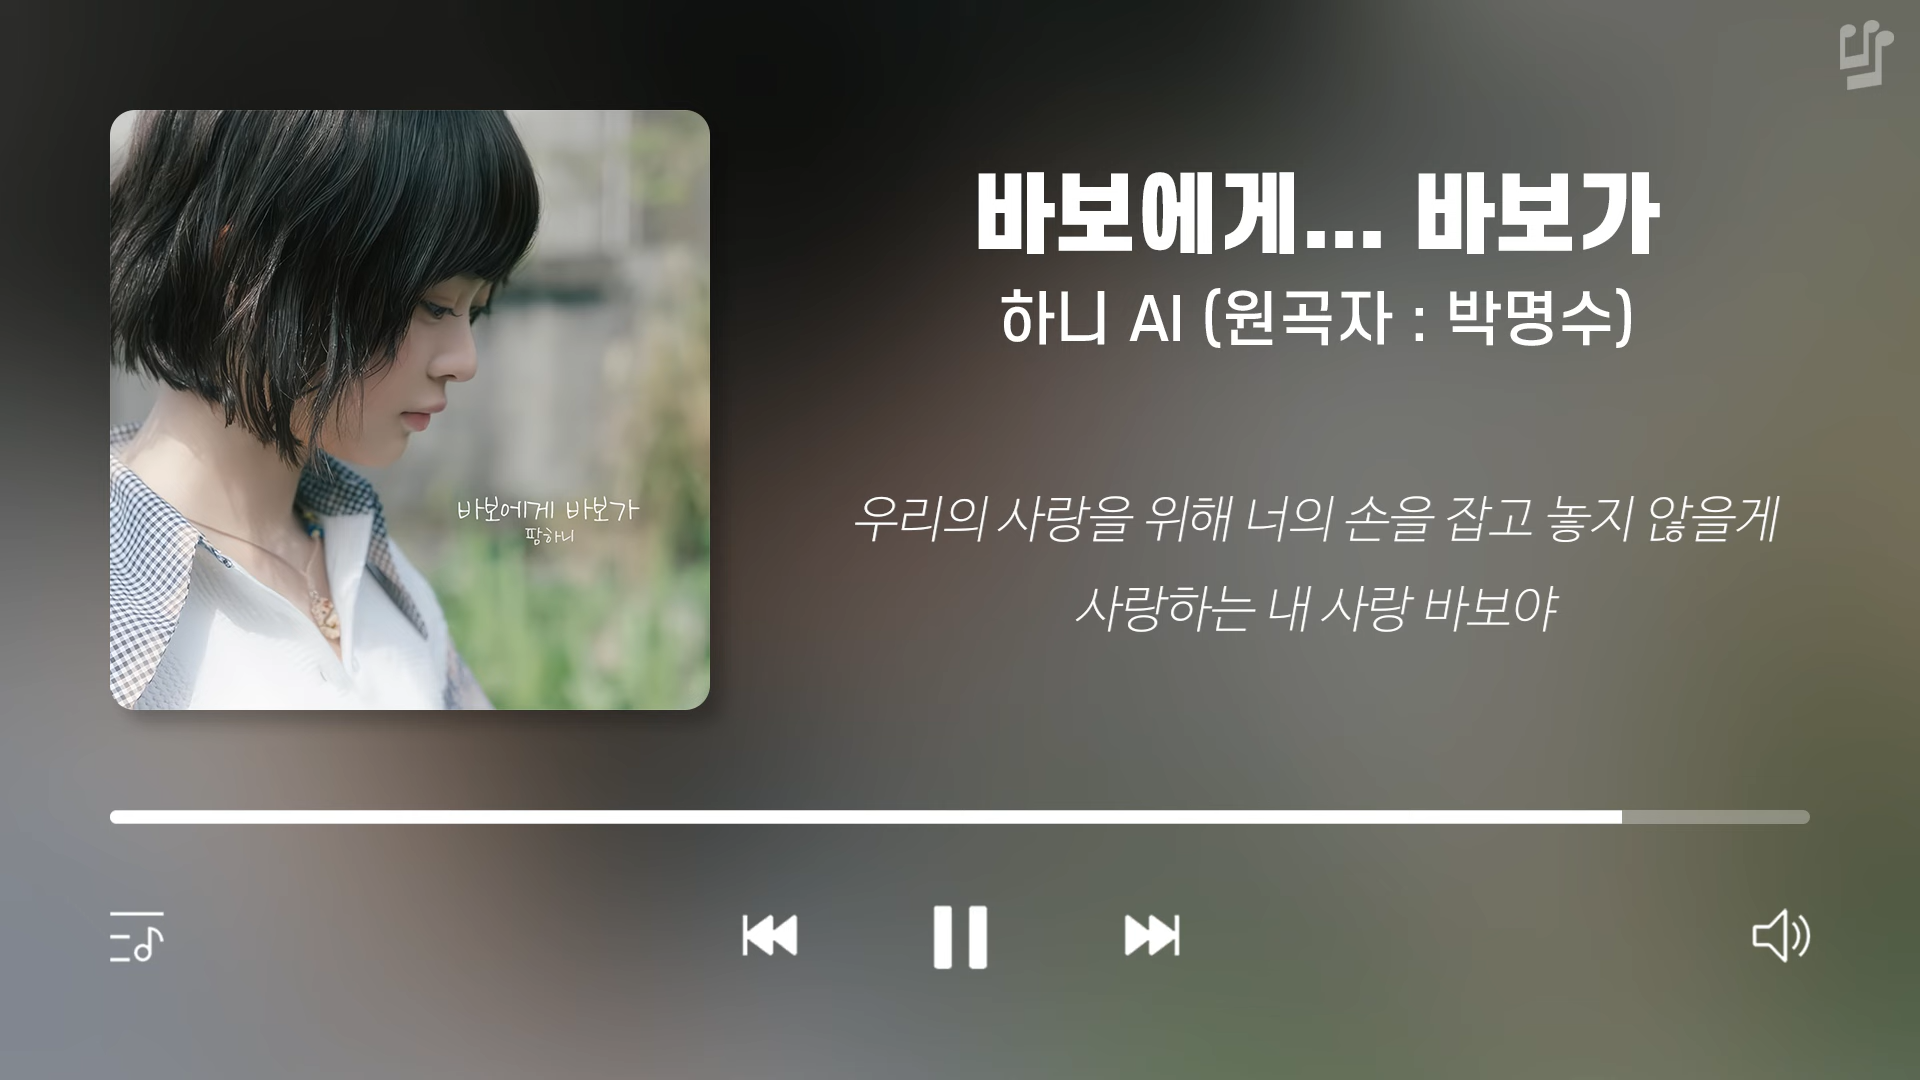 바보에게... 바보가
하니 AI (원곡자 : 박명수)
바보에게 바보가
팜하니
우리의 사랑을 위해 너의 손을 잡고 놓지 않을게
사랑하는 내 사랑 바보야